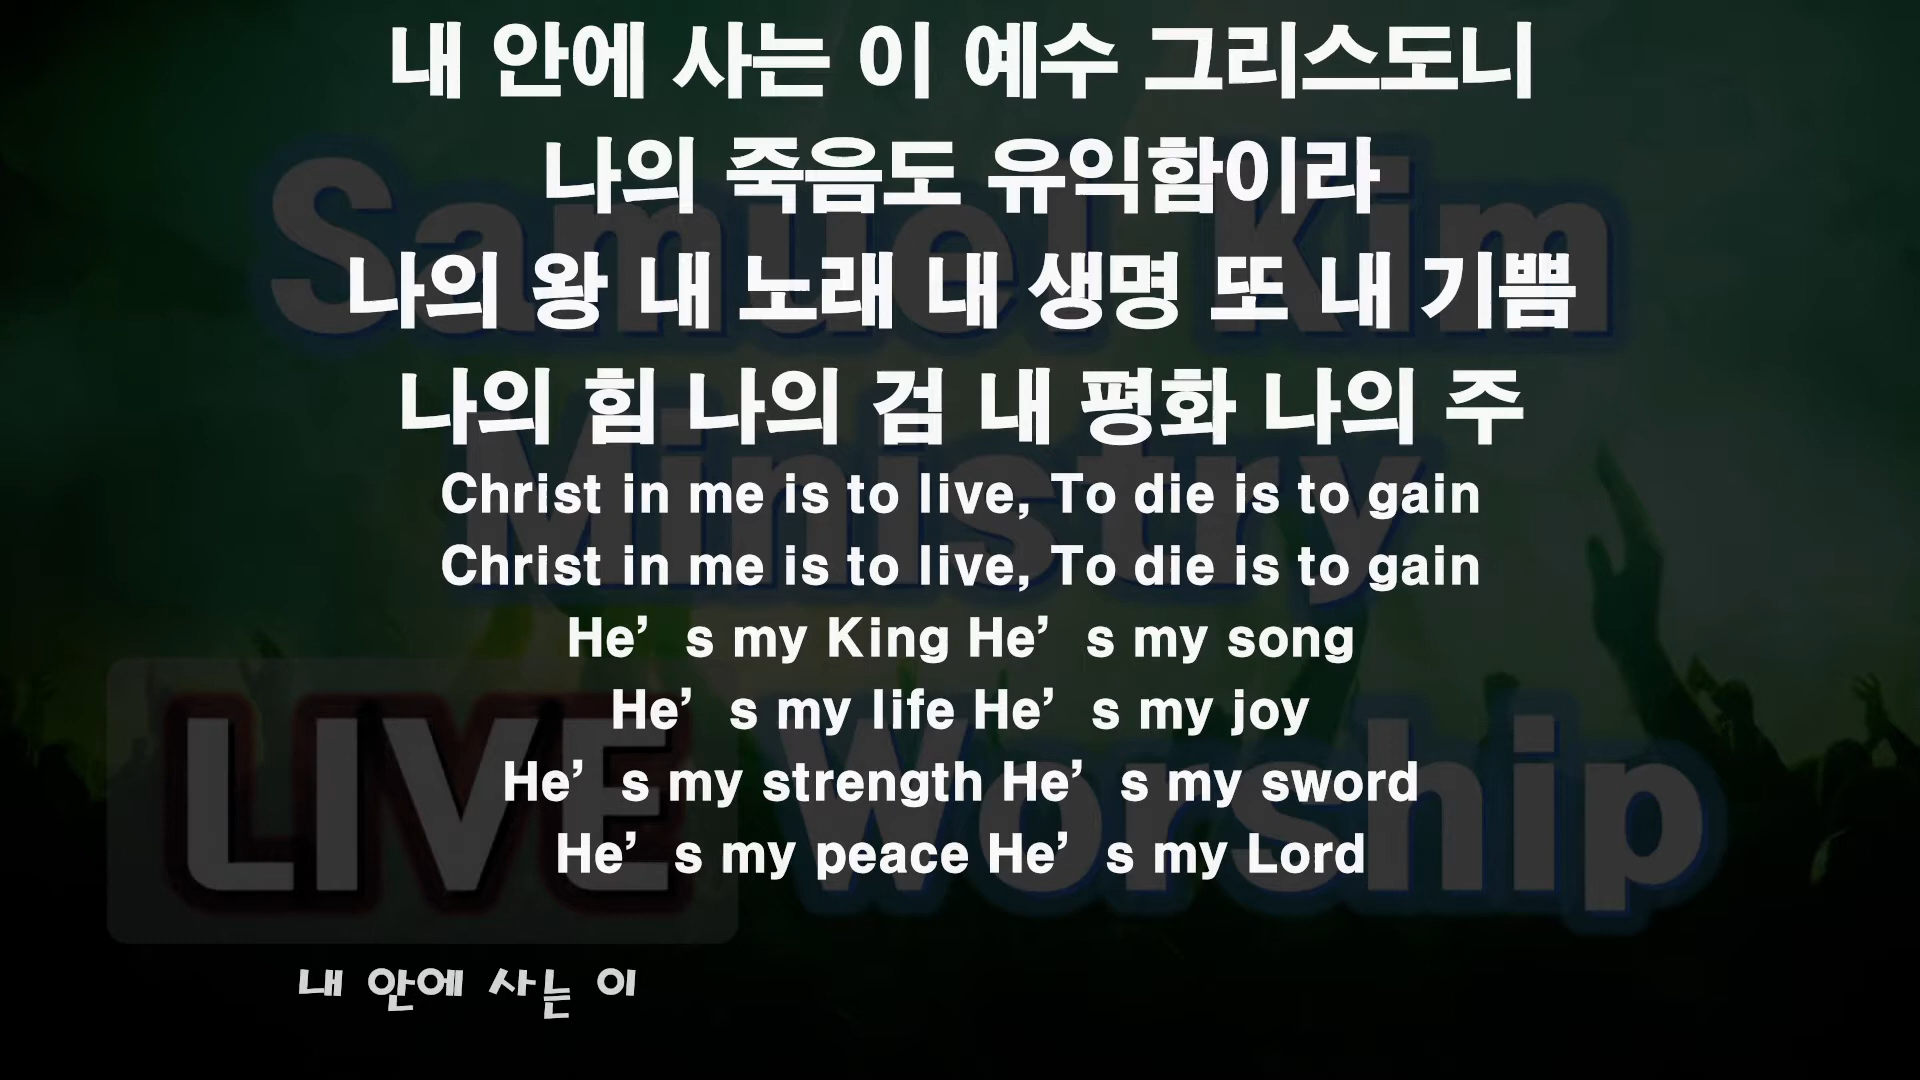 내 안에 사는 이 예수 그리스도니
나의 죽음도 유익함이라
나의 왕 내 노래 내 생명 또 내 기쁨
나의 힘 나의 검 내 평화 나의 주
Christ in me is to live, To die is to gain
Christ in me is to live, To die is to gain
He’s my King He’s my song
He’s my life He’s my joy
He’s my strength He’s my sword
He’s my peace He’s my Lord
Samuel Kim
Ministry
LIVE Worship
내 안에 사는 이